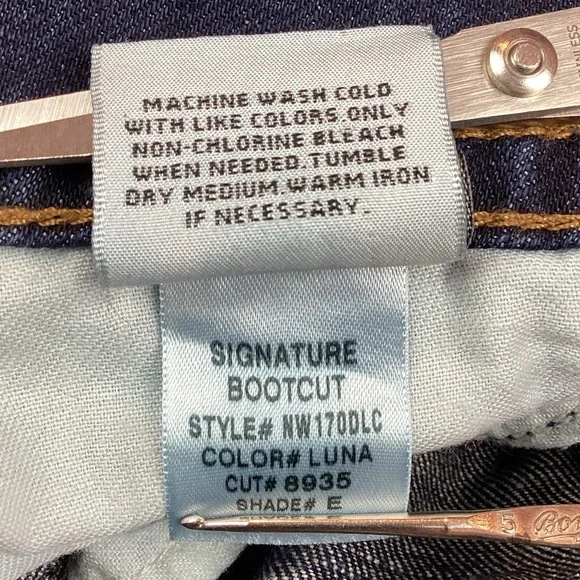 MACHINE WASH COLD
WITH LIKE COLORS.ONLY
NON-CHLORINE BLEACH
WHEN NEEDED.TUMBLE
DRY MEDIUM.WARM IRON
IF NECESSARY.
SIGNATURE
BOOTCUT
STYLE# NW170DLC
COLOR# LUNA
CUT# 8935
SHADE# E
5